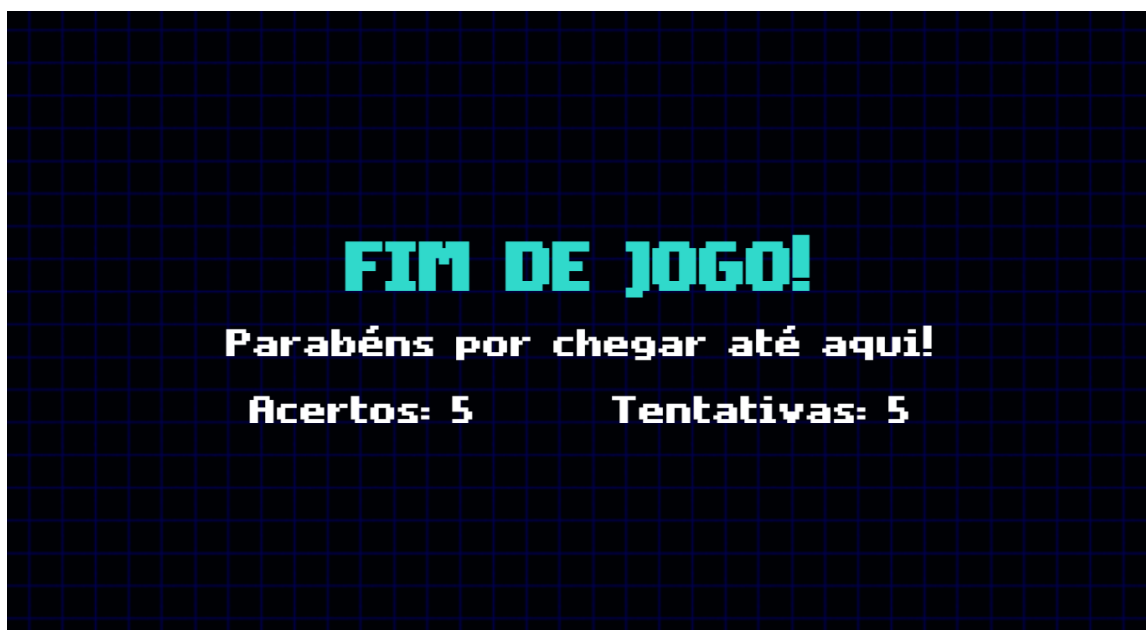 FIM DE JOGO!
Parabéns por chegar até aqui!
Acertos: 5 Tentativas: 5